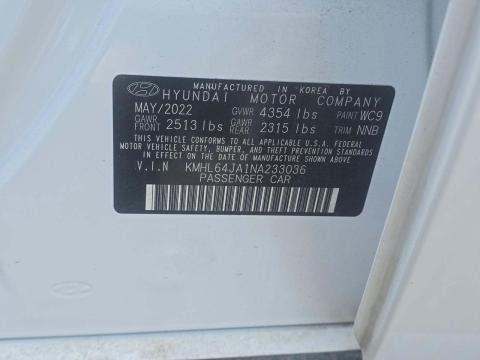 MANUFACTURED IN KOREA BY
HYUNDAI MOTOR COMPANY
MAY/2022 GVWR 4354 lbs PAINT WC9
GAWR FRONT 2513 lbs GAWR REAR 2315 lbs TRIM NNB
THIS VEHICLE CONFORMS TO ALL APPLICABLE U.S.A. FEDERAL
MOTOR VEHICLE SAFETY, BUMPER, AND THEFT PREVENTION
STANDARDS IN EFFECT ON THE DATE OF MANUFACTURE SHOWN ABOVE.
V.I.N KMHL64JA1NA233036
PASSENGER CAR